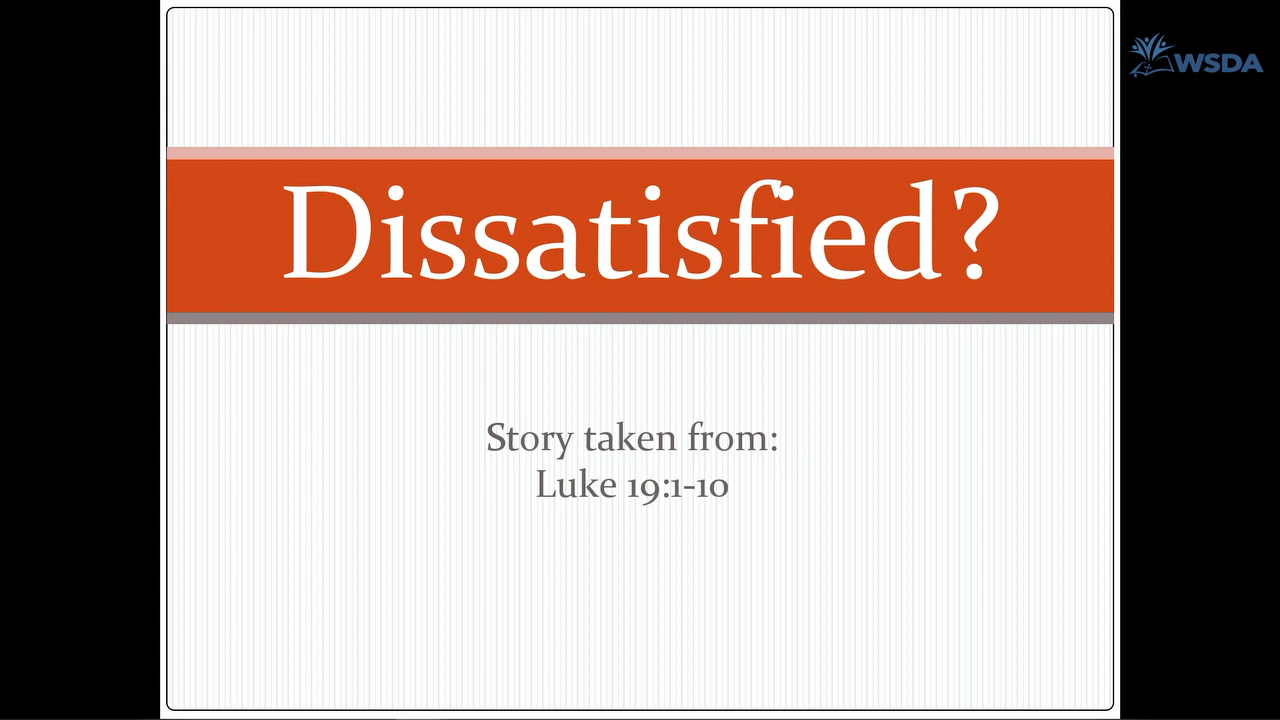 WSDA
Dissatisfied?
Story taken from:
Luke 19:1-10